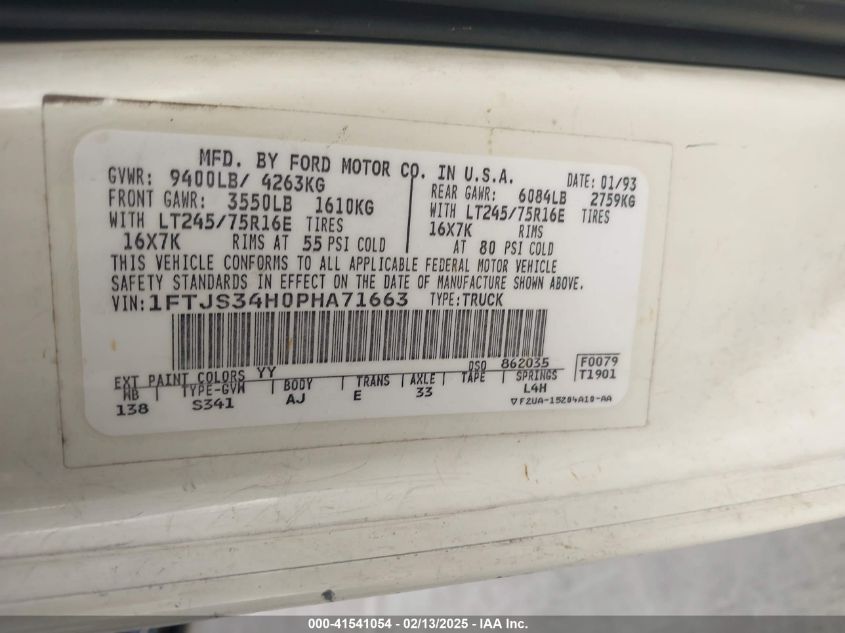 MFD. BY FORD MOTOR CO. IN U.S.A.
GVWR: 9400LB/ 4263KG DATE: 01/93
FRONT GAWR: 3550LB 1610KG REAR GAWR: 6084LB 2759KG
WITH LT245/75R16E TIRES WITH LT245/75R16E TIRES
16X7K RIMS AT 55 PSI COLD 16X7K RIMS AT 80 PSI COLD
THIS VEHICLE CONFORMS TO ALL APPLICABLE FEDERAL MOTOR VEHICLE
SAFETY STANDARDS IN EFFECT ON THE DATE OF MANUFACTURE SHOWN ABOVE.
VIN: 1FTJS34H0PHA71663 TYPE: TRUCK
EXT PAINT COLORS YY DSO 862035 F0079
WB TYPE-GVM BODY TRANS AXLE TAPE SPRINGS T1901
138 S341 AJ E 33 L4H
▽F2UA-15204A10-AA
000-41541054 - 02/13/2025 - IAA Inc.